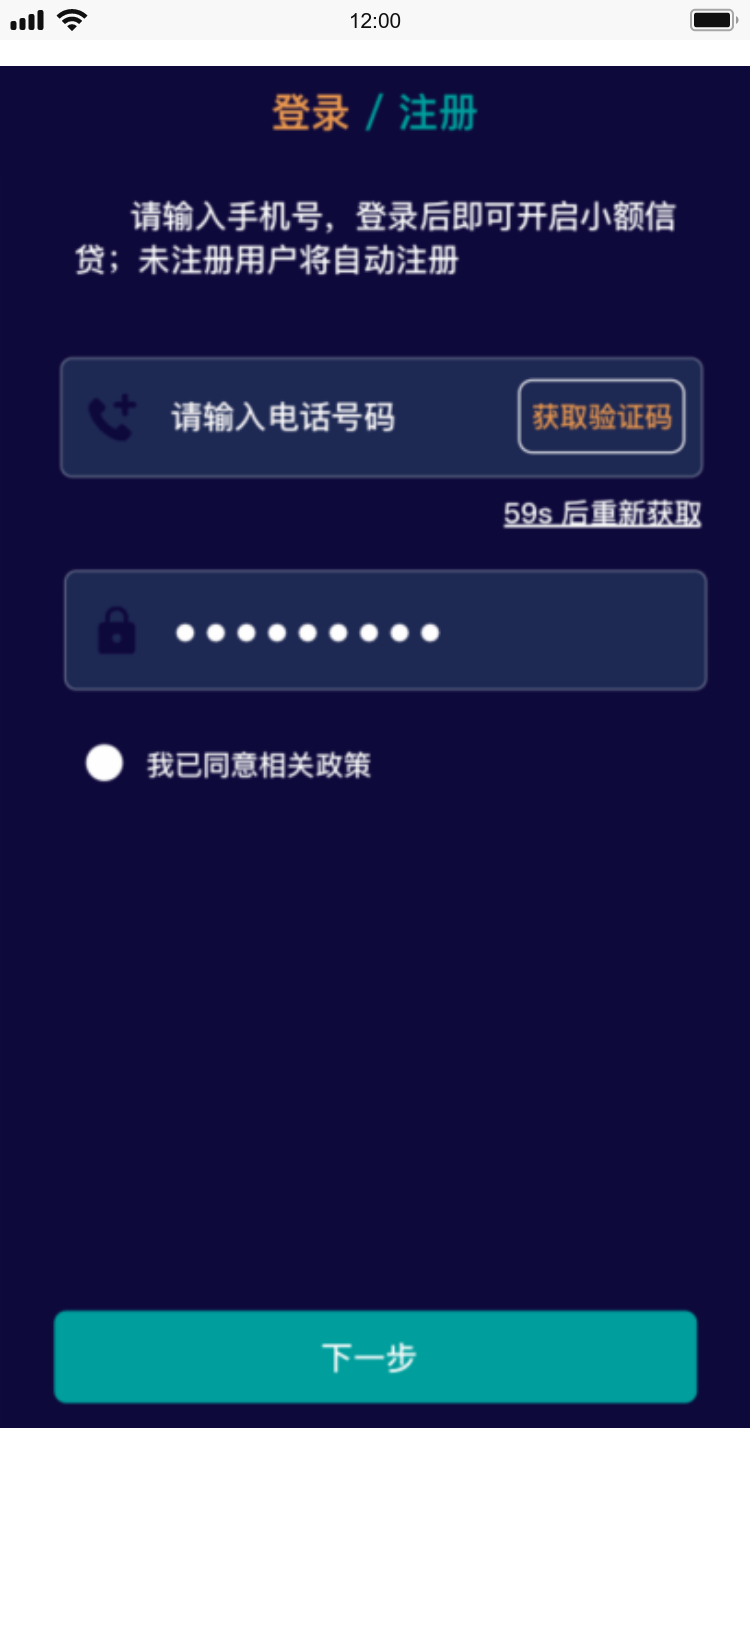 12:00
登录 / 注册
请输入手机号，登录后即可开启小额信
贷；未注册用户将自动注册
请输入电话号码
获取验证码
59s 后重新获取
我已同意相关政策
下一步